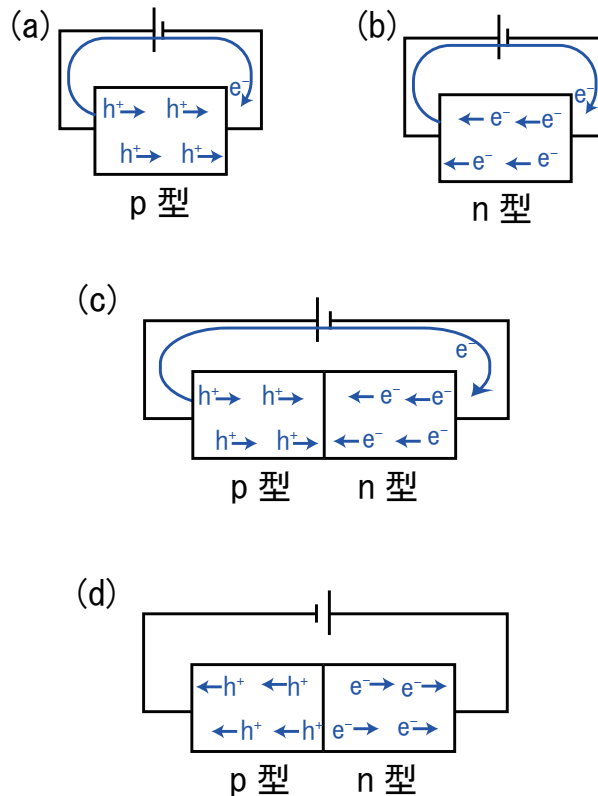 (a)
e⁻
h⁺ h⁺
h⁺ h⁺
p 型
(b)
e⁻
e⁻ e⁻
e⁻ e⁻
n 型
(c)
e⁻
h⁺ h⁺ e⁻ e⁻
h⁺ h⁺ e⁻ e⁻
p 型 n 型
(d)
h⁺ h⁺ e⁻ e⁻
h⁺ h⁺ e⁻ e⁻
p 型 n 型